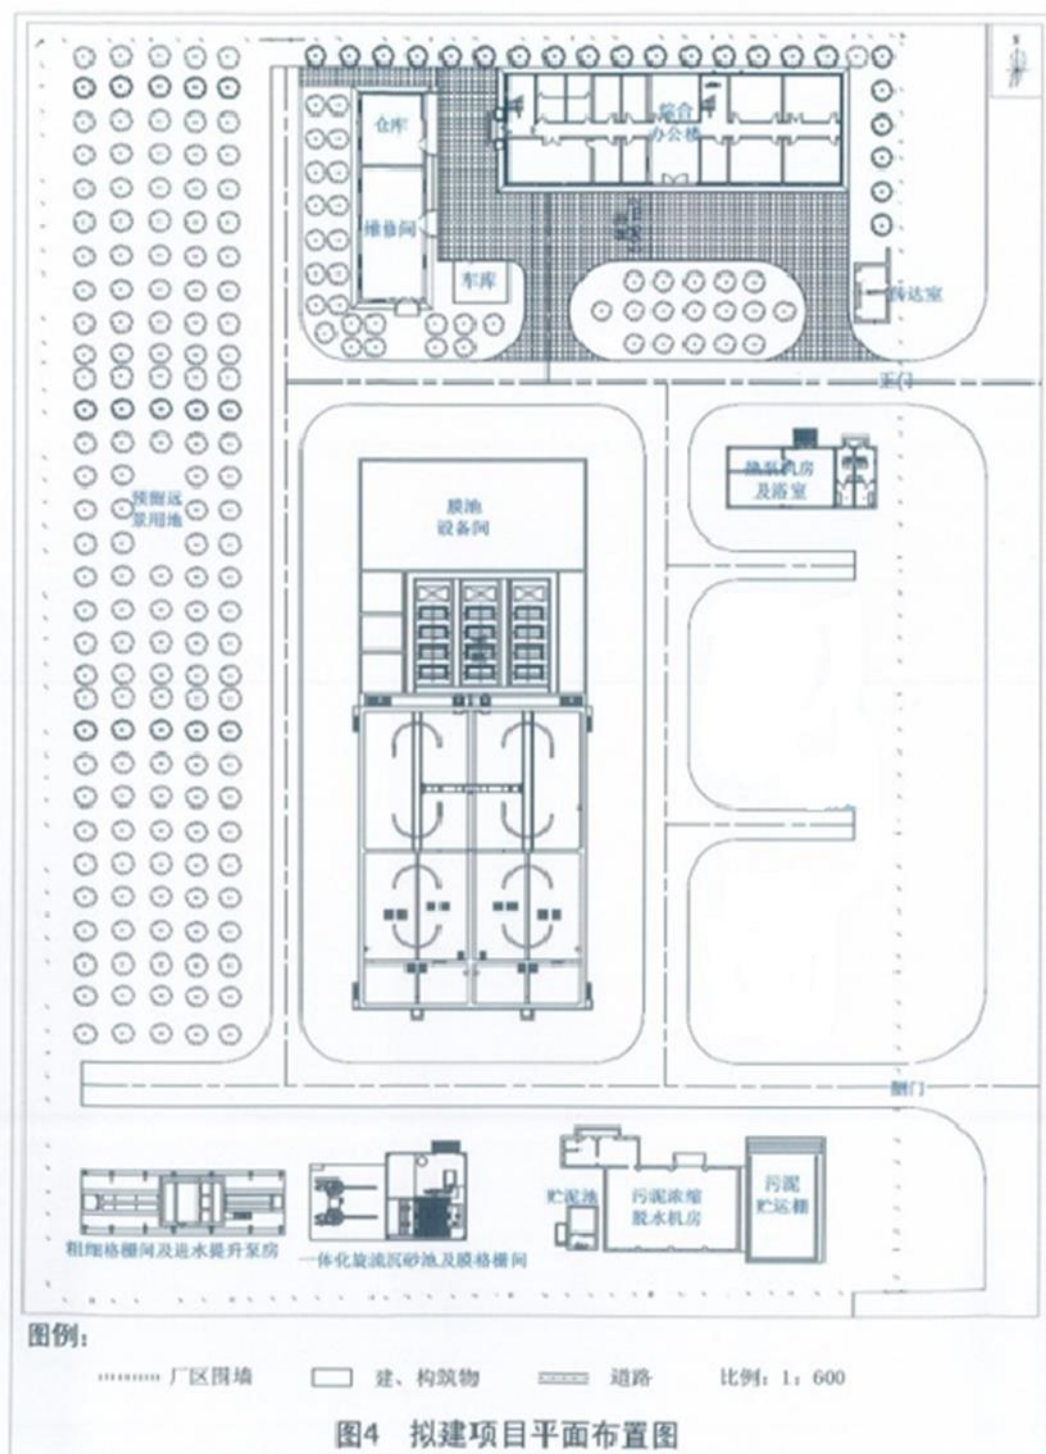 仓库
综合
办公楼
维修间
车库
传达室
正门
热泵机房
及浴室
膜池
设备间
预留远
景用地
侧门
贮泥池
污泥浓缩
脱水机房
污泥
贮运棚
粗细格栅间及进水提升泵房
一体化旋流沉砂池及膜格栅间
图例：
厂区围墙
建、构筑物
道路
比例：1：600
图4 拟建项目平面布置图